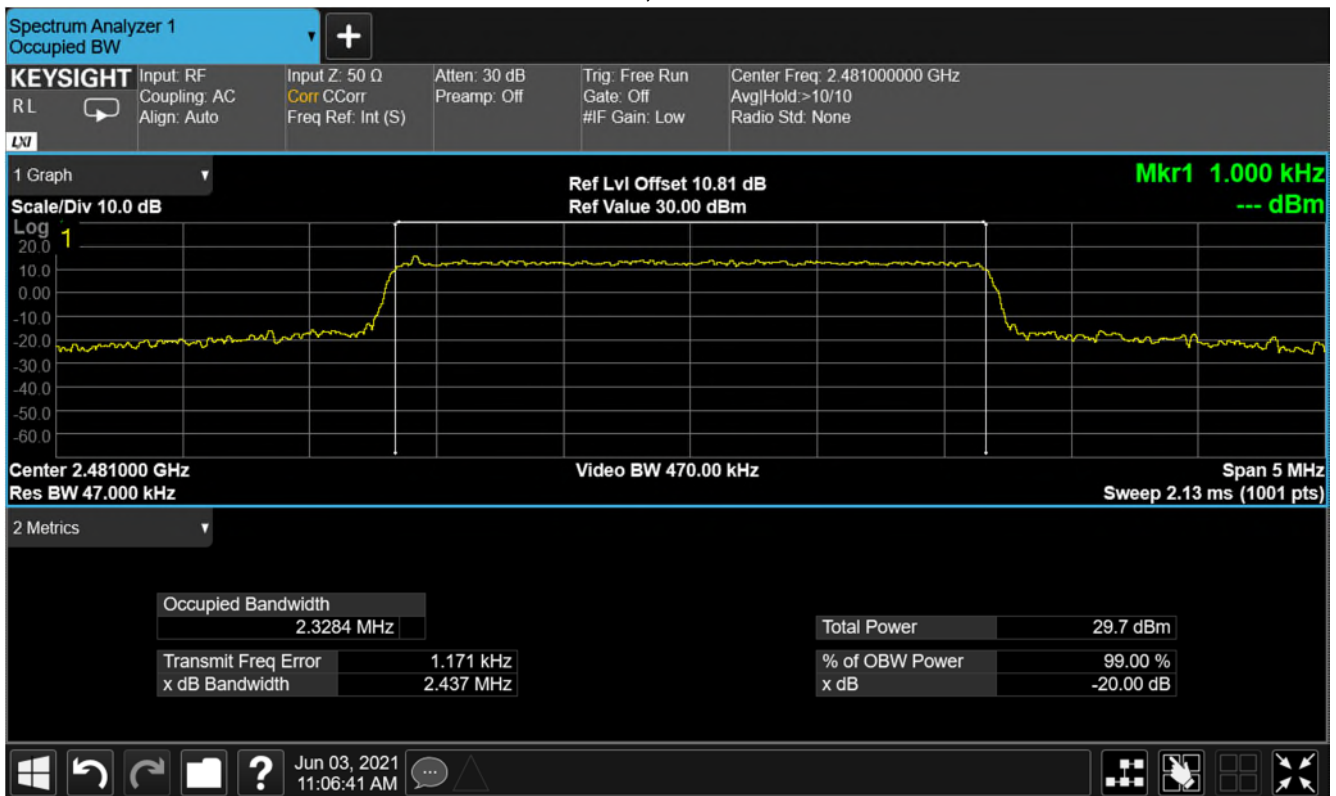 Spectrum Analyzer 1
Occupied BW
KEYSIGHT
R L
LXI
Input: RF
Coupling: AC
Align: Auto
Input Z: 50 Ω
Corr CCorr
Freq Ref: Int (S)
Atten: 30 dB
Preamp: Off
Trig: Free Run
Gate: Off
#IF Gain: Low
Center Freq: 2.481000000 GHz
Avg|Hold:>10/10
Radio Std: None
1 Graph
Scale/Div 10.0 dB
Ref Lvl Offset 10.81 dB
Ref Value 30.00 dBm
Mkr1 1.000 kHz
--- dBm
Log
1
20.0
10.0
0.00
-10.0
-20.0
-30.0
-40.0
-50.0
-60.0
Center 2.481000 GHz
Res BW 47.000 kHz
Video BW 470.00 kHz
Span 5 MHz
Sweep 2.13 ms (1001 pts)
2 Metrics
Occupied Bandwidth
2.3284 MHz
Transmit Freq Error 1.171 kHz
x dB Bandwidth 2.437 MHz
Total Power 29.7 dBm
% of OBW Power 99.00 %
x dB -20.00 dB
?
Jun 03, 2021
11:06:41 AM